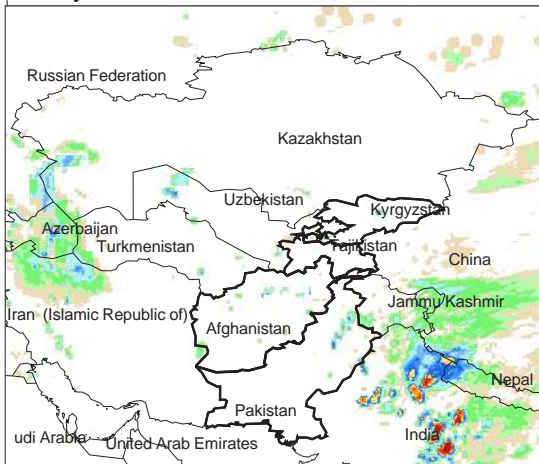 Russian Federation
Kazakhstan
Uzbekistan
Kyrgyzstan
Azerbaijan
Turkmenistan
Tajikistan
China
Jammu Kashmir
Iran (Islamic Republic of)
Afghanistan
Nepal
Pakistan
India
udi Arabia
United Arab Emirates